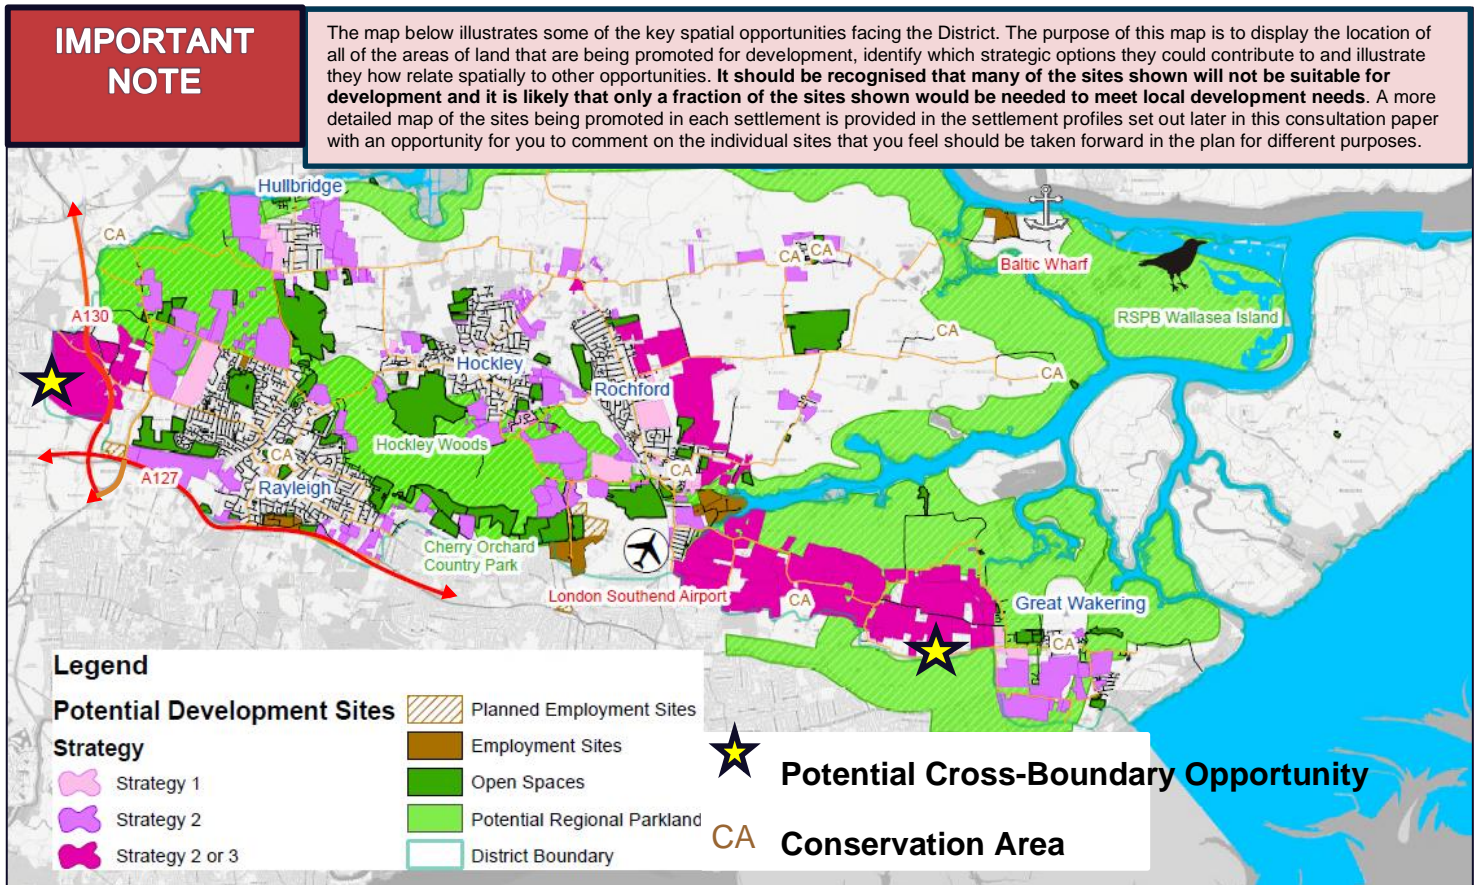 IMPORTANT
NOTE
The map below illustrates some of the key spatial opportunities facing the District. The purpose of this map is to display the location of
all of the areas of land that are being promoted for development, identify which strategic options they could contribute to and illustrate
they how relate spatially to other opportunities. It should be recognised that many of the sites shown will not be suitable for
development and it is likely that only a fraction of the sites shown would be needed to meet local development needs. A more
detailed map of the sites being promoted in each settlement is provided in the settlement profiles set out later in this consultation paper
with an opportunity for you to comment on the individual sites that you feel should be taken forward in the plan for different purposes.
Hullbridge
CA
CA
CA
Baltic Wharf
A130
RSPB Wallasea Island
CA
Hockley
CA
Rochford
Hockley Woods
CA
CA
A127
Rayleigh
Cherry Orchard
Country Park
London Southend Airport
CA
Great Wakering
CA
Legend
Potential Development Sites
Strategy
Strategy 1
Strategy 2
Strategy 2 or 3
Planned Employment Sites
Employment Sites
Open Spaces
Potential Regional Parkland
District Boundary
Potential Cross-Boundary Opportunity
CA Conservation Area